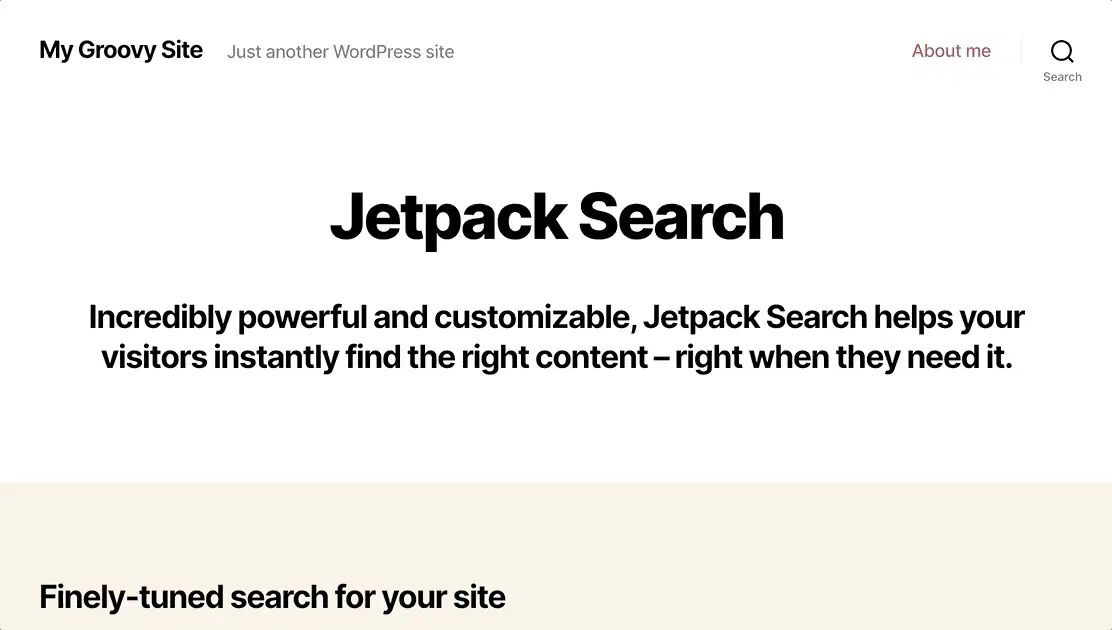 My Groovy Site Just another WordPress site About me
Search
Jetpack Search
Incredibly powerful and customizable, Jetpack Search helps your
visitors instantly find the right content – right when they need it.
Finely-tuned search for your site